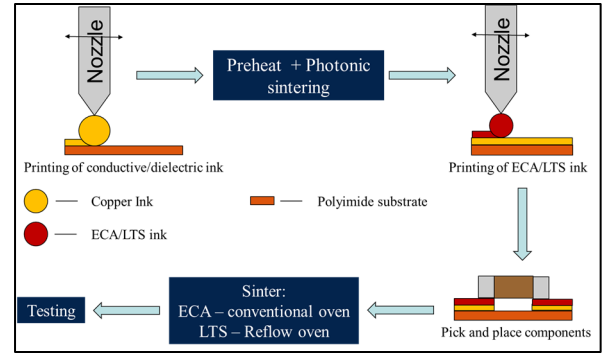 Nozzle
Preheat + Photonic
sintering
Nozzle
Printing of conductive/dielectric ink
Printing of ECA/LTS ink
Copper Ink
Polyimide substrate
ECA/LTS ink
Testing
Sinter:
ECA – conventional oven
LTS – Reflow oven
Pick and place components